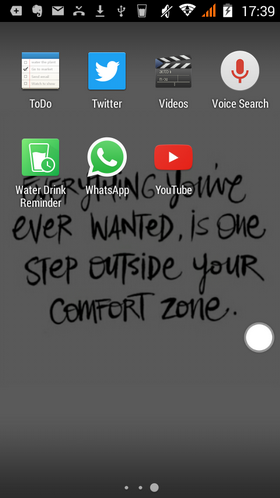 17:39
ToDo Twitter Videos Voice Search
Water Drink WhatsApp YouTube
Reminder
EVERYTHING You've
EVER WANTED, is ONE
STEP OUTSIDE YOUR
COMFORT ZONE.